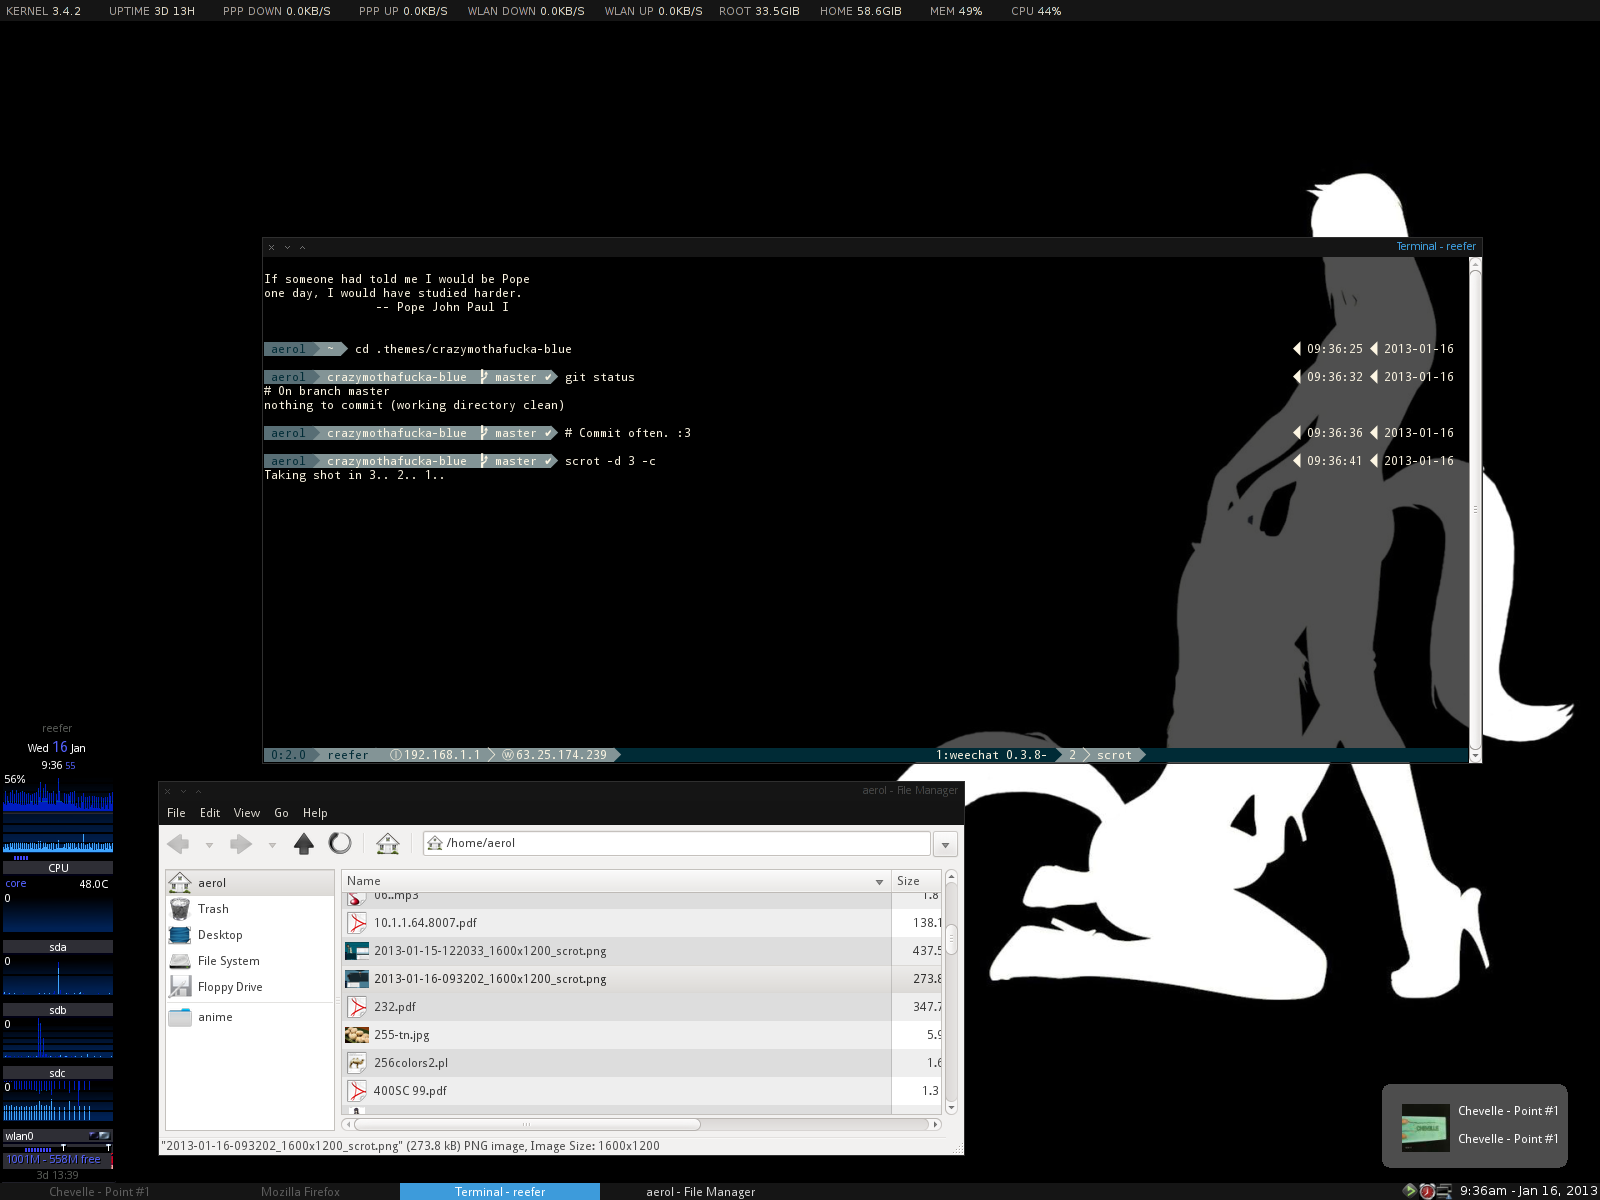 KERNEL 3.4.2 UPTIME 3D 13H PPP DOWN 0.0KB/S PPP UP 0.0KB/S WLAN DOWN 0.0KB/S WLAN UP 0.0KB/S ROOT 33.5GIB HOME 58.6GIB MEM 49% CPU 44%
Terminal - reefer
If someone had told me I would be Pope
one day, I would have studied harder.
-- Pope John Paul I
aerol ~ cd .themes/crazymothafucka-blue 09:36:25 2013-01-16
aerol crazymothafucka-blue master ✔ git status 09:36:32 2013-01-16
# On branch master
nothing to commit (working directory clean)
aerol crazymothafucka-blue master ✔ # Commit often. :3 09:36:36 2013-01-16
aerol crazymothafucka-blue master ✔ scrot -d 3 -c 09:36:41 2013-01-16
Taking shot in 3.. 2.. 1..
0:2.0 reefer ⓘ192.168.1.1 ⓦ63.25.174.239 1:weechat 0.3.8- 2 scrot
reefer
Wed 16 Jan
9:36 55
56%
CPU
core 48.0C
0
sda
0
sdb
0
sdc
0
wlan0
1001M - 558M free
3d 13:39
aerol - File Manager
File Edit View Go Help
/home/aerol
aerol
Trash
Desktop
File System
Floppy Drive
anime
Name Size
06..mp3 1.8
10.1.1.64.8007.pdf 138.1
2013-01-15-122033_1600x1200_scrot.png 437.5
2013-01-16-093202_1600x1200_scrot.png 273.8
232.pdf 347.7
255-tn.jpg 5.9
256colors2.pl 1.6
400SC 99.pdf 1.3
"2013-01-16-093202_1600x1200_scrot.png" (273.8 kB) PNG image, Image Size: 1600x1200
CHEVELLE
Chevelle - Point #1
Chevelle - Point #1
Chevelle - Point #1 Mozilla Firefox Terminal - reefer aerol - File Manager 9:36am - Jan 16, 2013